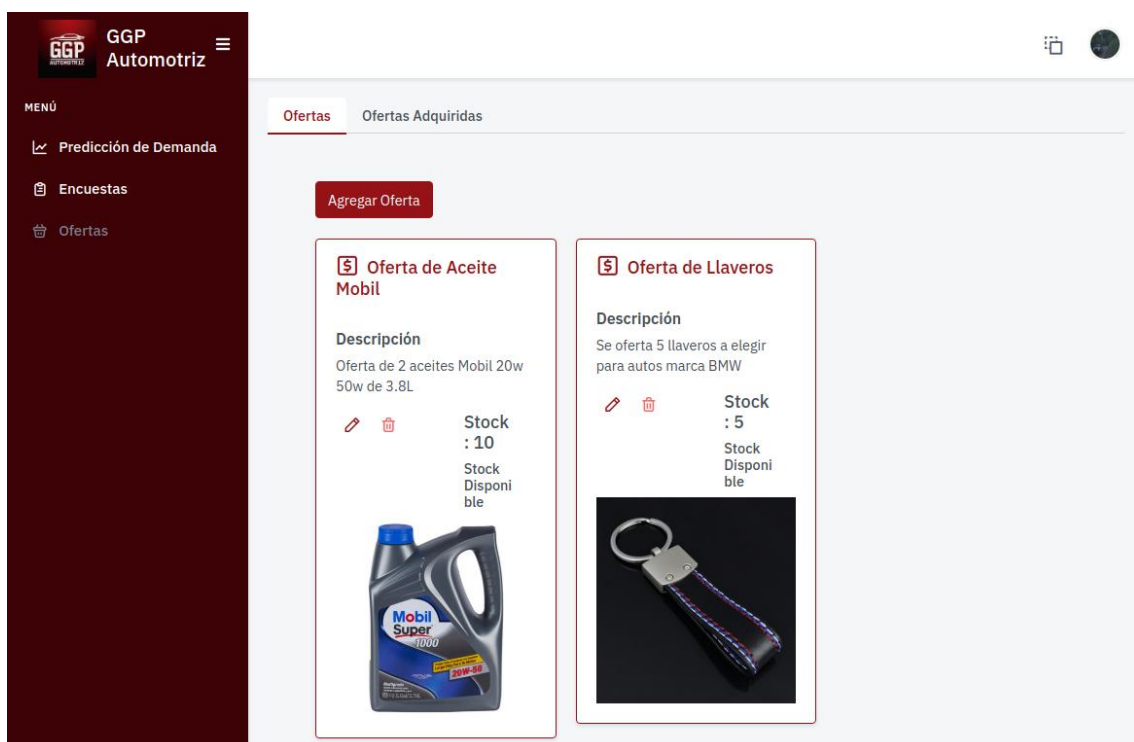 GGP
AUTOMOTRIZ
GGP
Automotriz
MENÚ
Predicción de Demanda
Encuestas
Ofertas
Ofertas
Ofertas Adquiridas
Agregar Oferta
Oferta de Aceite
Mobil
Descripción
Oferta de 2 aceites Mobil 20w
50w de 3.8L
Stock
: 10
Stock
Disponi
ble
Mobil
Super
1000
20W-50
Oferta de Llaveros
Descripción
Se oferta 5 llaveros a elegir
para autos marca BMW
Stock
: 5
Stock
Disponi
ble